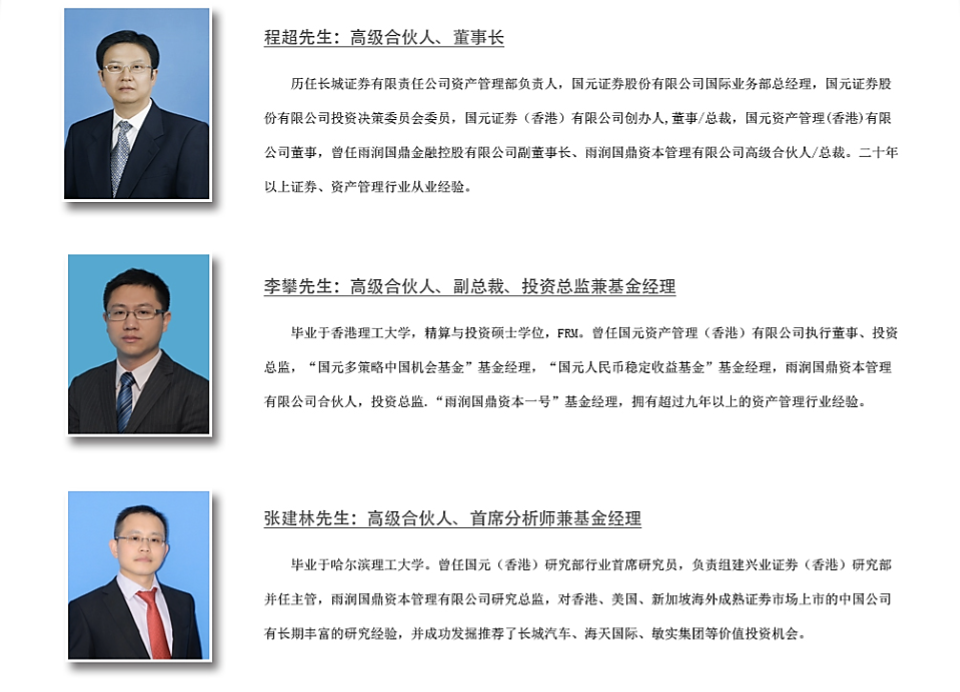 程超先生：高级合伙人、董事长
历任长城证券有限责任公司资产管理部负责人，国元证券股份有限公司国际业务部总经理，国元证券股
份有限公司投资决策委员会委员，国元证券（香港）有限公司创办人,董事/总裁，国元资产管理(香港)有限
公司董事，曾任雨润国鼎金融控股有限公司副董事长、雨润国鼎资本管理有限公司高级合伙人/总裁。二十年
以上证券、资产管理行业从业经验。
李攀先生：高级合伙人、副总裁、投资总监兼基金经理
毕业于香港理工大学，精算与投资硕士学位，FRM。曾任国元资产管理（香港）有限公司执行董事、投资
总监，“国元多策略中国机会基金”基金经理，“国元人民币稳定收益基金”基金经理，雨润国鼎资本管理
有限公司合伙人，投资总监.“雨润国鼎资本一号”基金经理，拥有超过九年以上的资产管理行业经验。
张建林先生：高级合伙人、首席分析师兼基金经理
毕业于哈尔滨理工大学。曾任国元（香港）研究部行业首席研究员，负责组建兴业证券（香港）研究部
并任主管，雨润国鼎资本管理有限公司研究总监，对香港、美国、新加坡海外成熟证券市场上市的中国公司
有长期丰富的研究经验，并成功发掘推荐了长城汽车、海天国际、敏实集团等价值投资机会。